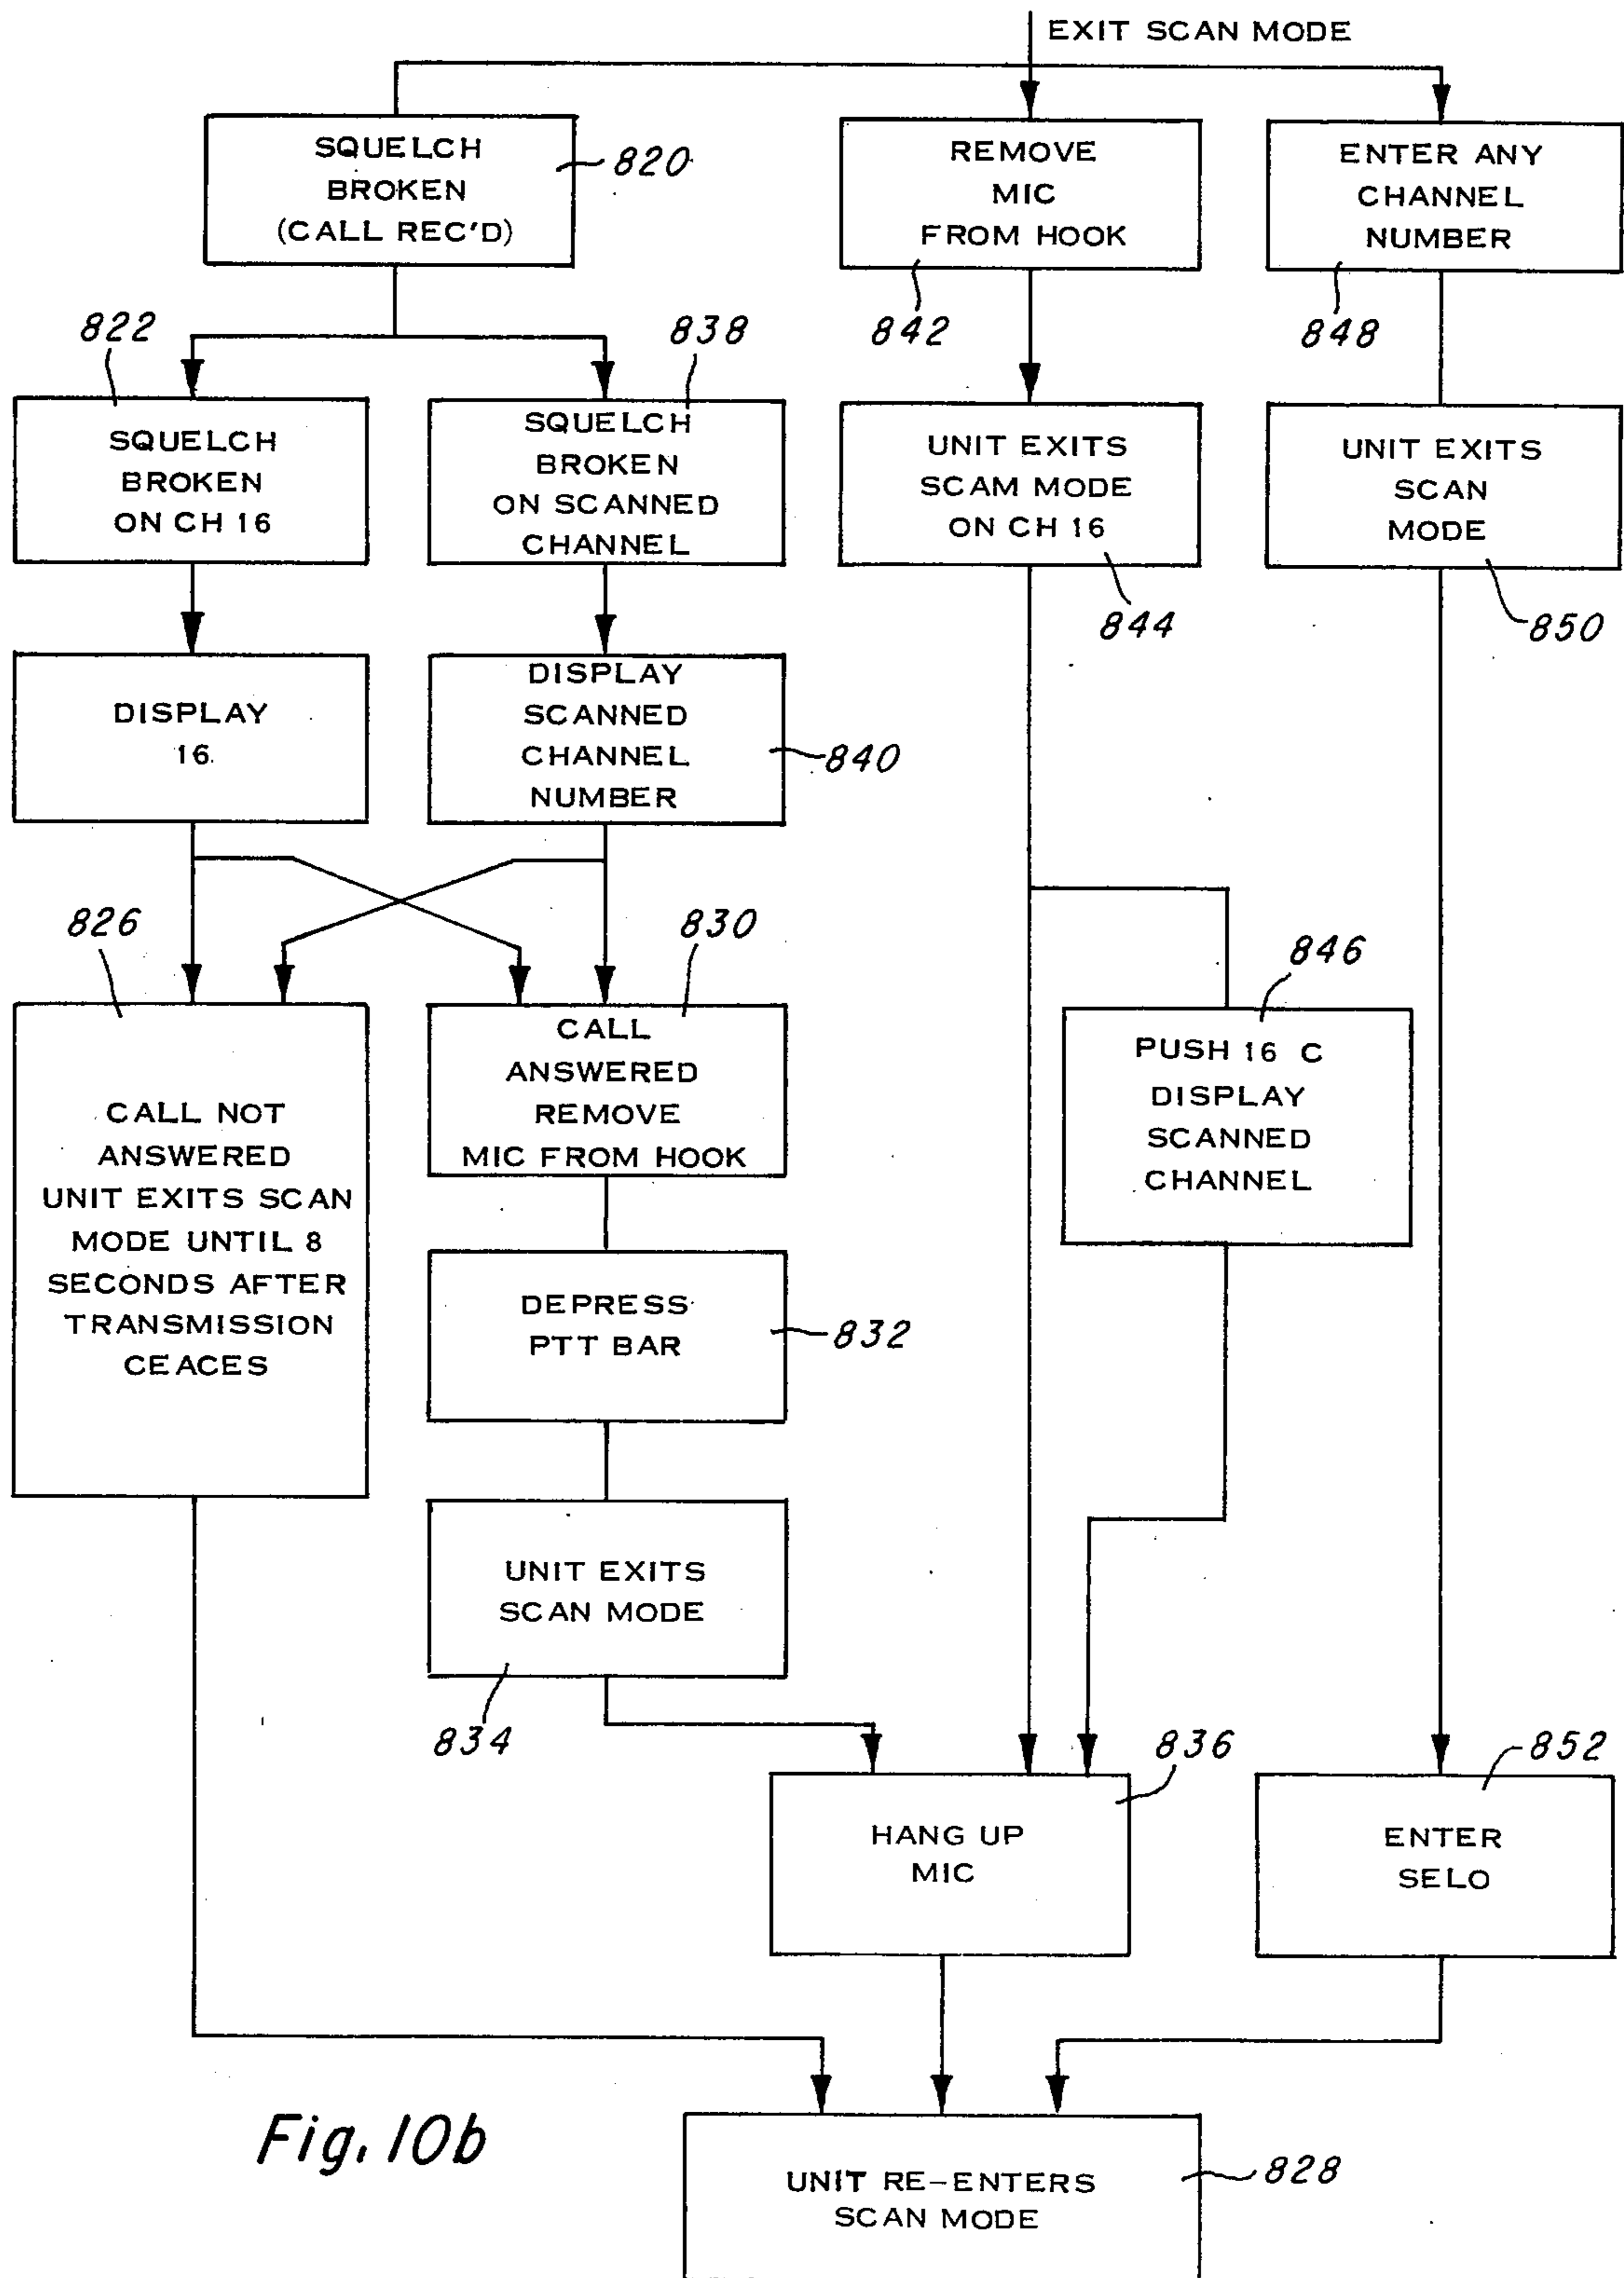 EXIT SCAN MODE
SQUELCH
BROKEN
(CALL REC'D)
820
REMOVE
MIC
FROM HOOK
842
ENTER ANY
CHANNEL
NUMBER
848
822
SQUELCH
BROKEN
ON CH 16
838
SQUELCH
BROKEN
ON SCANNED
CHANNEL
UNIT EXITS
SCAM MODE
ON CH 16
844
UNIT EXITS
SCAN
MODE
850
DISPLAY
16.
DISPLAY
SCANNED
CHANNEL
NUMBER
840
826
CALL NOT
ANSWERED
UNIT EXITS SCAN
MODE UNTIL 8
SECONDS AFTER
TRANSMISSION
CEACES
830
CALL
ANSWERED
REMOVE
MIC FROM HOOK
846
PUSH 16 C
DISPLAY
SCANNED
CHANNEL
DEPRESS
PTT BAR
832
UNIT EXITS
SCAN MODE
834
836
HANG UP
MIC
852
ENTER
SELO
Fig. 10b
UNIT RE-ENTERS
SCAN MODE
828